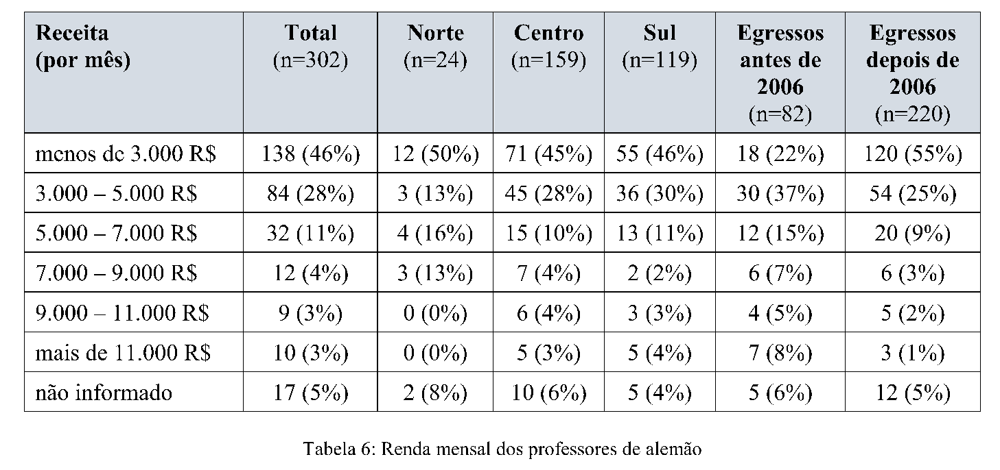 Receita (por mês) Total (n=302) Norte (n=24) Centro (n=159) Sul (n=119) Egressos antes de 2006 (n=82) Egressos depois de 2006 (n=220)
menos de 3.000 R$ 138 (46%) 12 (50%) 71 (45%) 55 (46%) 18 (22%) 120 (55%)
3.000 – 5.000 R$ 84 (28%) 3 (13%) 45 (28%) 36 (30%) 30 (37%) 54 (25%)
5.000 – 7.000 R$ 32 (11%) 4 (16%) 15 (10%) 13 (11%) 12 (15%) 20 (9%)
7.000 – 9.000 R$ 12 (4%) 3 (13%) 7 (4%) 2 (2%) 6 (7%) 6 (3%)
9.000 – 11.000 R$ 9 (3%) 0 (0%) 6 (4%) 3 (3%) 4 (5%) 5 (2%)
mais de 11.000 R$ 10 (3%) 0 (0%) 5 (3%) 5 (4%) 7 (8%) 3 (1%)
não informado 17 (5%) 2 (8%) 10 (6%) 5 (4%) 5 (6%) 12 (5%)
Tabela 6: Renda mensal dos professores de alemão